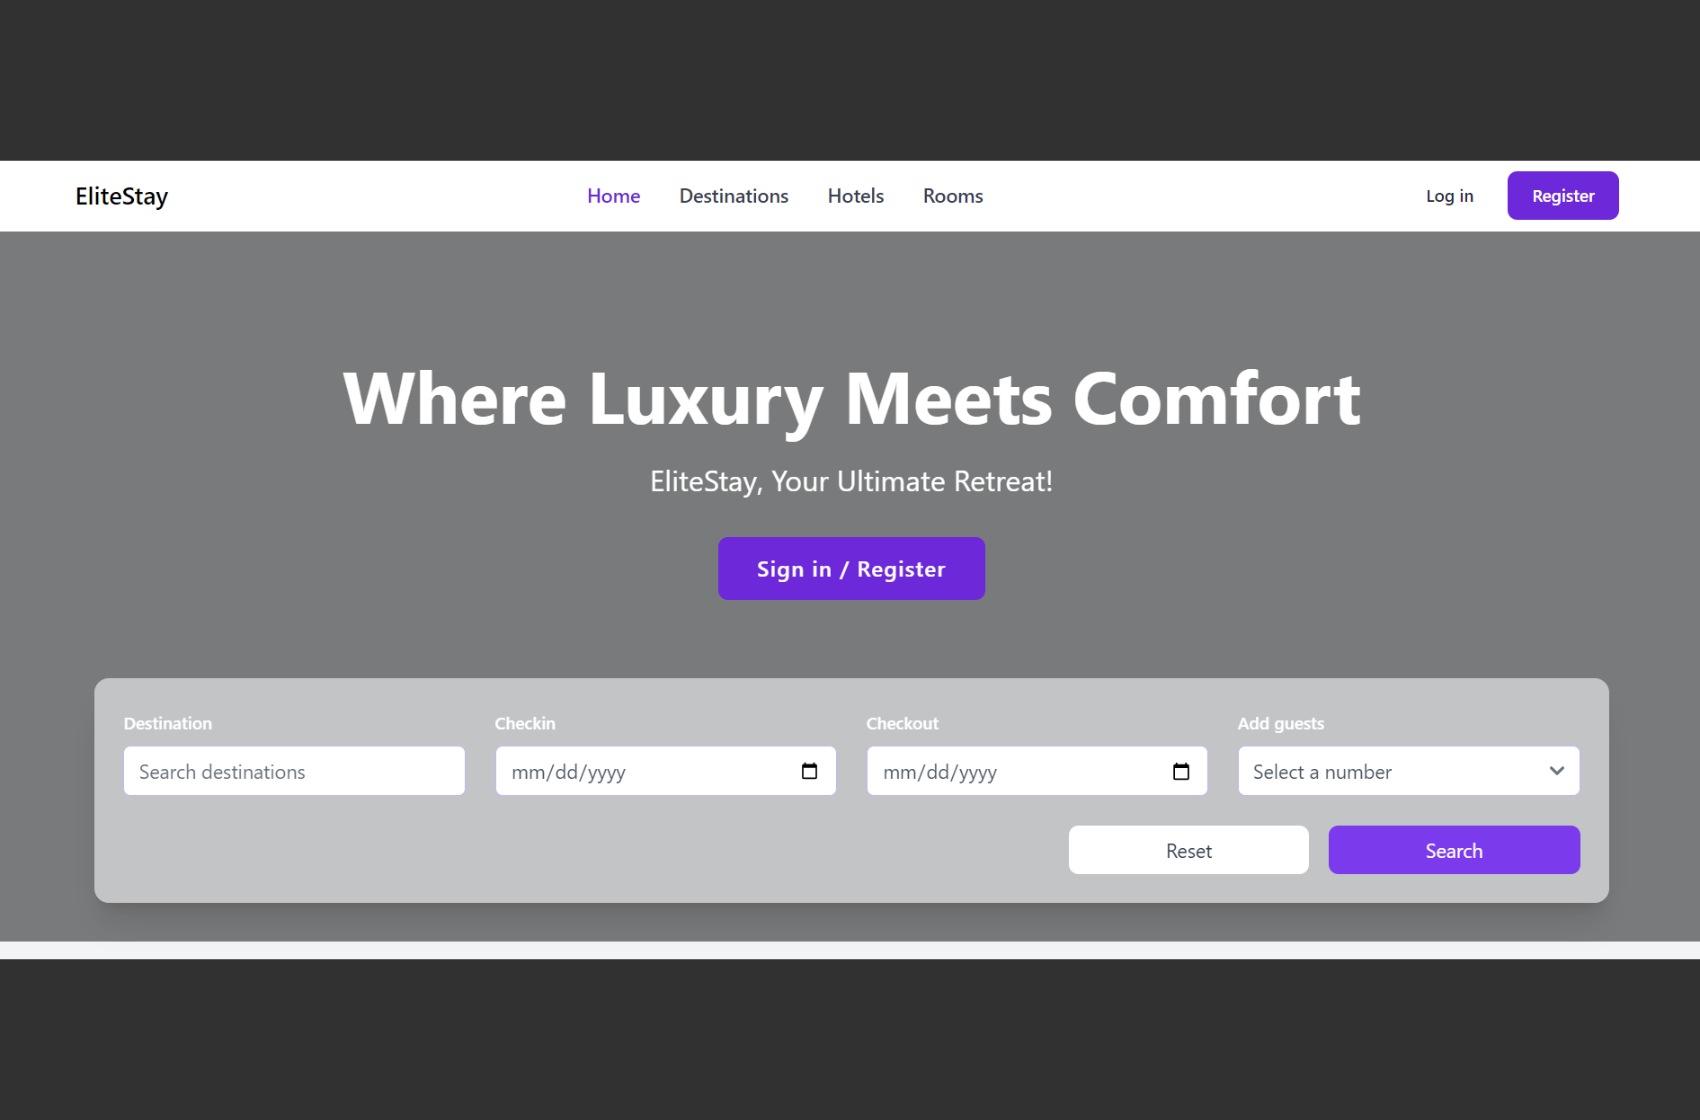 EliteStay Home Destinations Hotels Rooms Log in Register
Where Luxury Meets Comfort
EliteStay, Your Ultimate Retreat!
Sign in / Register
Destination Checkin Checkout Add guests
Search destinations mm/dd/yyyy mm/dd/yyyy Select a number
Reset Search